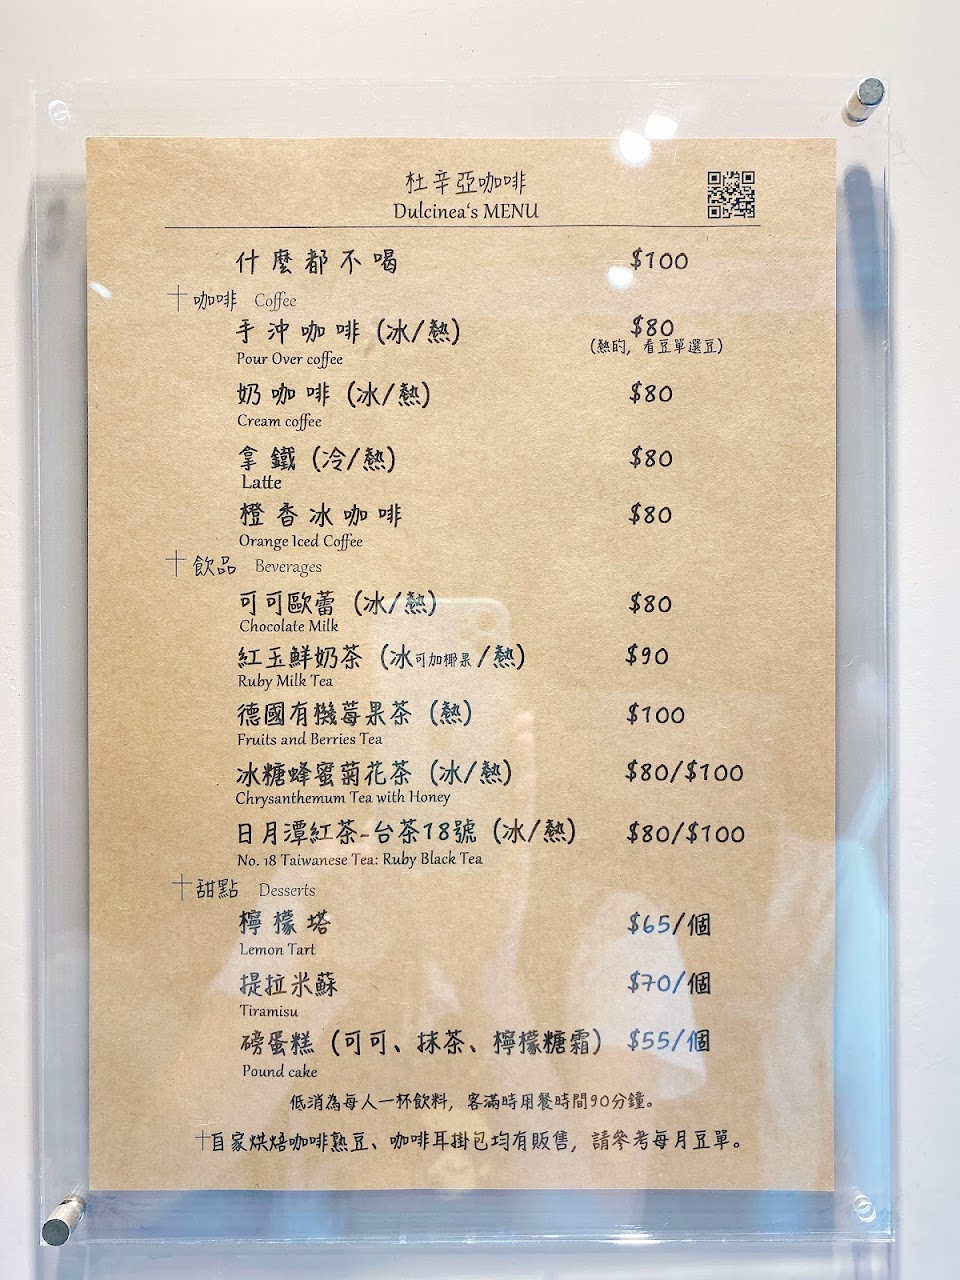 杜辛亞咖啡
Dulcinea's MENU
什麼都不喝 $100
咖啡 Coffee
手沖咖啡 (冰/熱) $80
(熱的, 看豆單選豆)
Pour Over coffee
奶咖啡 (冰/熱) $80
Cream coffee
拿鐵 (冷/熱) $80
Latte
橙香冰咖啡 $80
Orange Iced Coffee
飲品 Beverages
可可歐蕾 (冰/熱) $80
Chocolate Milk
紅玉鮮奶茶 (冰可加椰果/熱) $90
Ruby Milk Tea
德國有機莓果茶 (熱) $100
Fruits and Berries Tea
冰糖蜂蜜菊花茶 (冰/熱) $80/$100
Chrysanthemum Tea with Honey
日月潭紅茶-台茶18號 (冰/熱) $80/$100
No. 18 Taiwanese Tea: Ruby Black Tea
甜點 Desserts
檸檬塔 $65/個
Lemon Tart
提拉米蘇 $70/個
Tiramisu
磅蛋糕 (可可、抹茶、檸檬糖霜) $55/個
Pound cake
低消為每人一杯飲料, 客滿時用餐時間90分鐘。
自家烘焙咖啡熟豆、咖啡耳掛包均有販售, 請參考每月豆單。